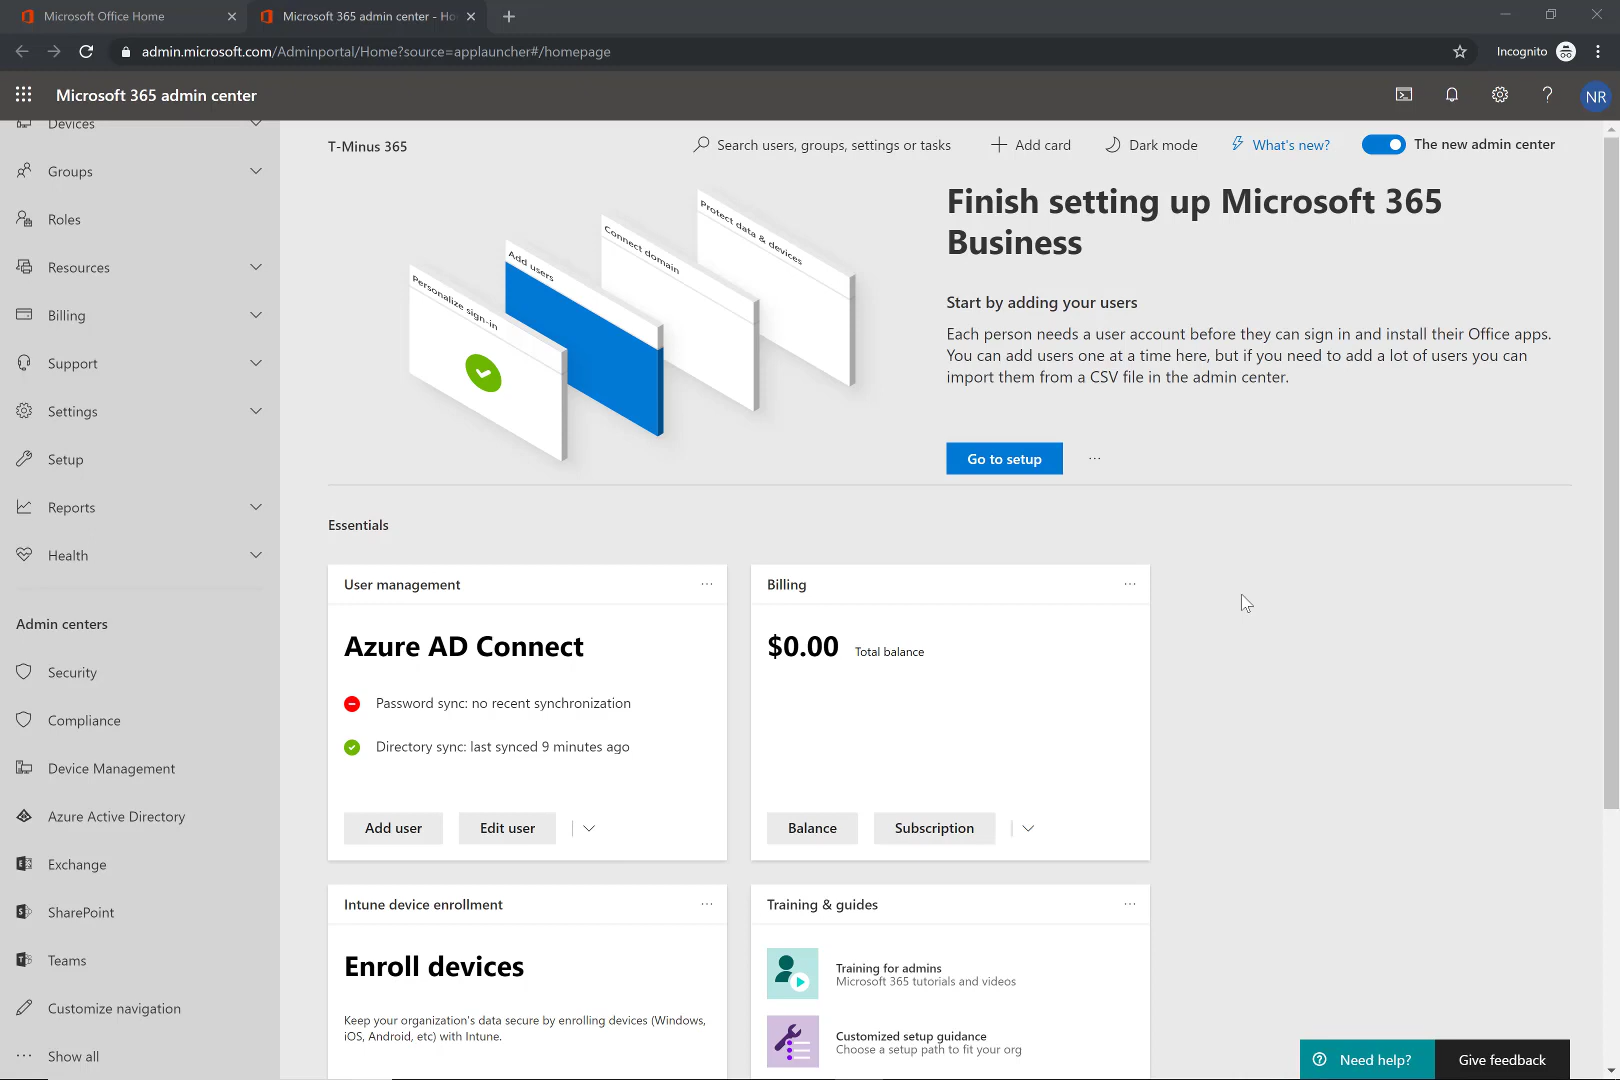 Microsoft Office Home
Microsoft 365 admin center - Ho
admin.microsoft.com/Adminportal/Home?source=applauncher#/homepage
Incognito
Microsoft 365 admin center
NR
Devices
Groups
Roles
Resources
Billing
Support
Settings
Setup
Reports
Health
Admin centers
Security
Compliance
Device Management
Azure Active Directory
Exchange
SharePoint
Teams
Customize navigation
Show all
T-Minus 365
Search users, groups, settings or tasks
Add card
Dark mode
What's new?
The new admin center
Personalize sign-in
Add users
Connect domain
Protect data & devices
Finish setting up Microsoft 365
Business
Start by adding your users
Each person needs a user account before they can sign in and install their Office apps.
You can add users one at a time here, but if you need to add a lot of users you can
import them from a CSV file in the admin center.
Go to setup
Essentials
User management
Azure AD Connect
Password sync: no recent synchronization
Directory sync: last synced 9 minutes ago
Add user
Edit user
Billing
$0.00 Total balance
Balance
Subscription
Intune device enrollment
Enroll devices
Keep your organization's data secure by enrolling devices (Windows,
iOS, Android, etc) with Intune.
Training & guides
Training for admins
Microsoft 365 tutorials and videos
Customized setup guidance
Choose a setup path to fit your org
Need help?
Give feedback